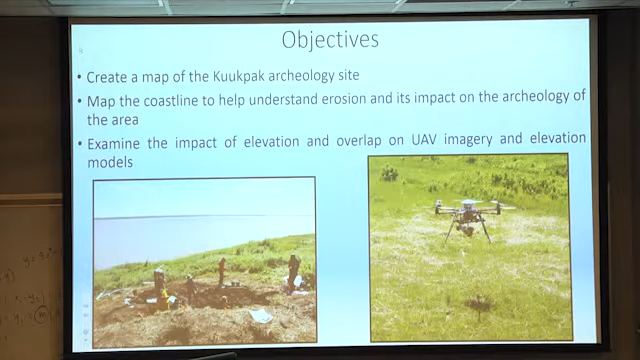 Objectives
• Create a map of the Kuukpak archeology site
• Map the coastline to help understand erosion and its impact on the archeology of
the area
• Examine the impact of elevation and overlap on UAV imagery and elevation
models